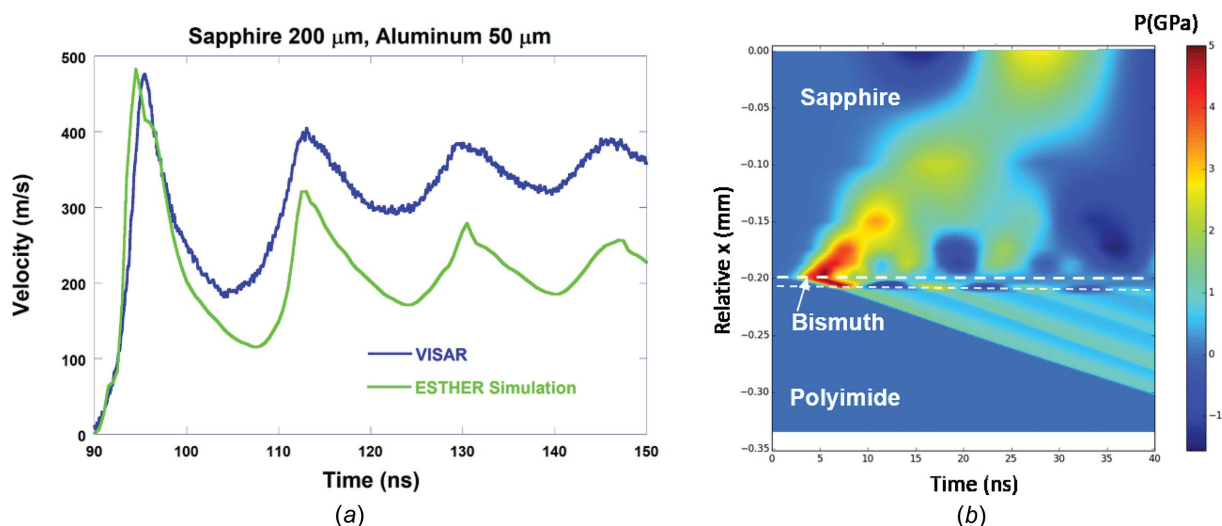 Sapphire 200 μm, Aluminum 50 μm
500
400
300
200
100
0
Velocity (m/s)
VISAR
ESTHER Simulation
90 100 110 120 130 140 150
Time (ns)
(a)
P(GPa)
0.00
−0.05
−0.10
−0.15
−0.20
−0.25
−0.30
−0.35
Relative x (mm)
Sapphire
Bismuth
Polyimide
0 5 10 15 20 25 30 35 40
Time (ns)
5
4
3
2
1
0
−1
(b)